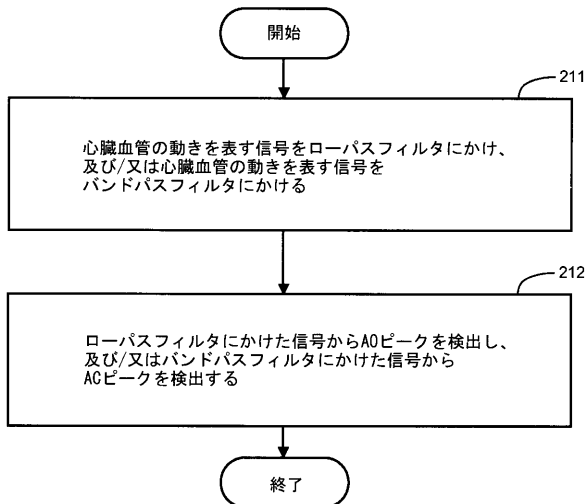 開始
211
心臓血管の動きを表す信号をローパスフィルタにかけ、
及び/又は心臓血管の動きを表す信号を
バンドパスフィルタにかける
212
ローパスフィルタにかけた信号からAOピークを検出し、
及び/又はバンドパスフィルタにかけた信号から
ACピークを検出する
終了